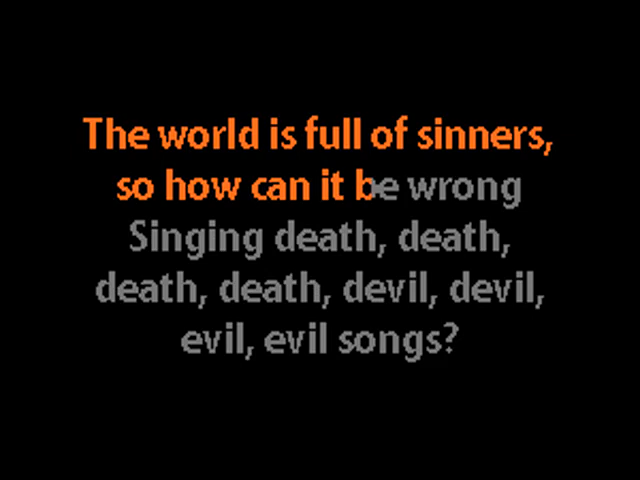 The world is full of sinners,
so how can it be wrong
Singing death, death,
death, death, devil, devil,
evil, evil songs?